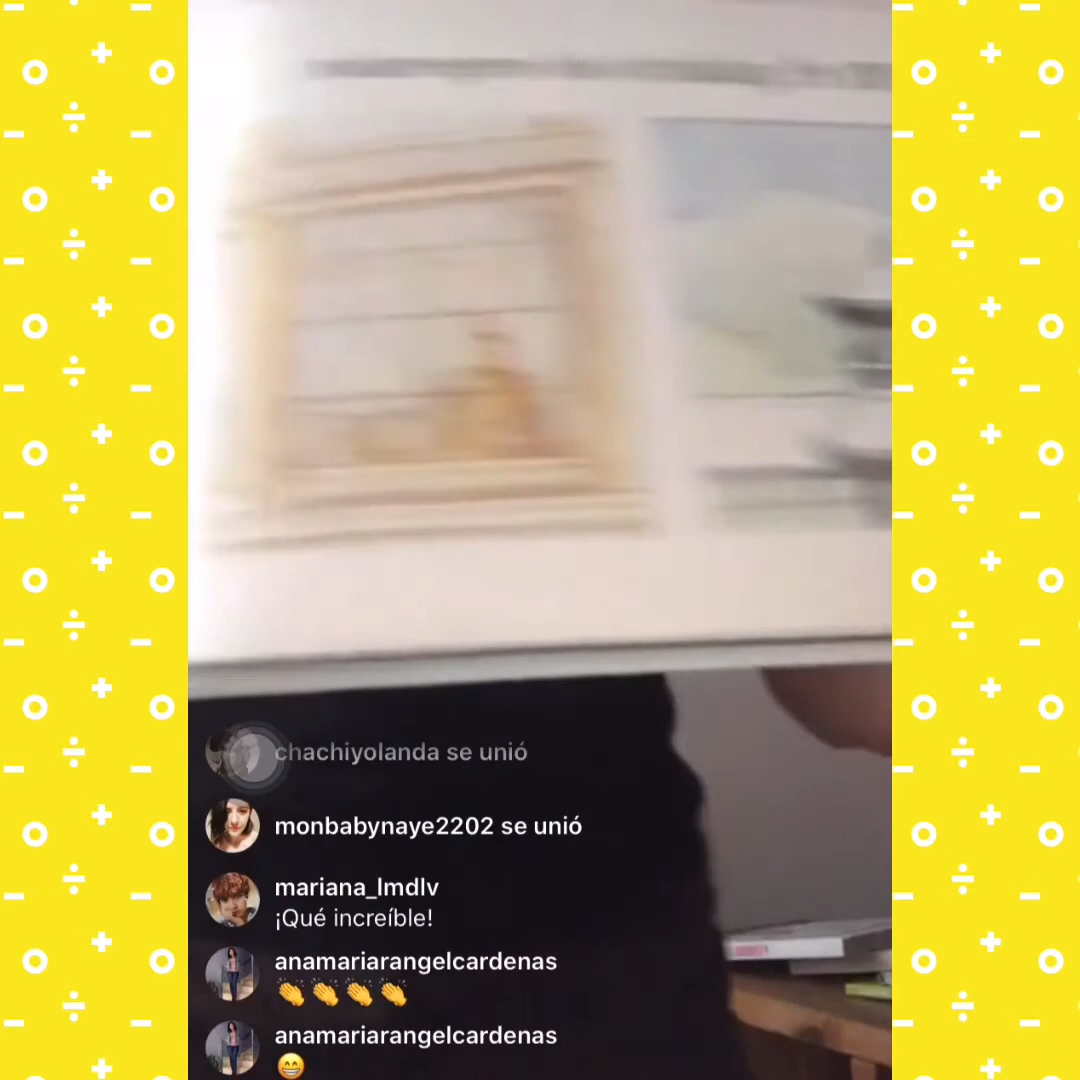 chachiyolanda se unió
monbabynaye2202 se unió
mariana_lmdlv
¡Qué increíble!
anamariarangelcardenas
👏👏👏👏
anamariarangelcardenas
😁